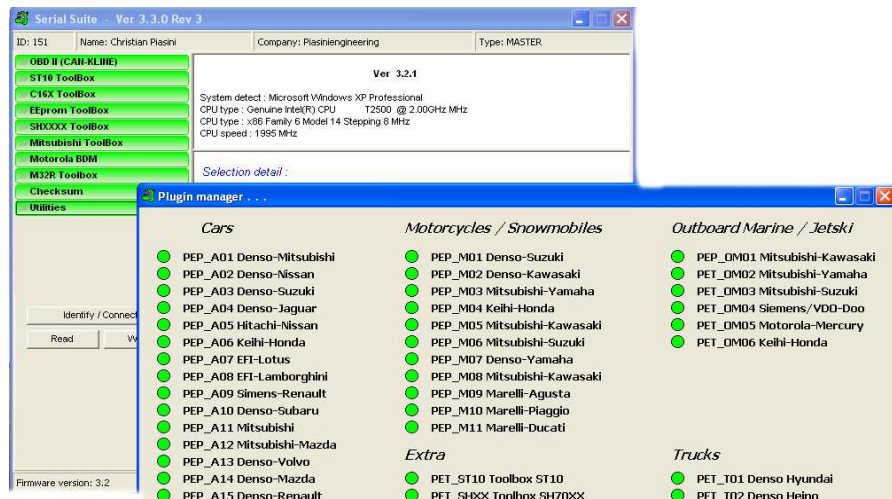 Serial Suite - Ver 3.3.0 Rev 3
ID: 151 Name: Christian Piasini Company: Piasiniengineering Type: MASTER
OBD II (CAN-KLINE)
ST10 ToolBox
C16X ToolBox
EEprom ToolBox
SHXXXX ToolBox
Mitsubishi ToolBox
Motorola BDM
M32R Toolbox
Checksum
Utilities
Ver 3.2.1
System detect : Microsoft Windows XP Professional
CPU type : Genuine Intel(R) CPU T2500 @ 2.00GHz MHz
CPU type : x86 Family 6 Model 14 Stepping 8 MHz
CPU speed : 1995 MHz
Selection detail :
Identify / Connect
Read
Firmware version: 3.2
Plugin manager . . .
Cars
PEP_A01 Denso-Mitsubishi
PEP_A02 Denso-Nissan
PEP_A03 Denso-Suzuki
PEP_A04 Denso-Jaguar
PEP_A05 Hitachi-Nissan
PEP_A06 Keihi-Honda
PEP_A07 EFI-Lotus
PEP_A08 EFI-Lamborghini
PEP_A09 Simens-Renault
PEP_A10 Denso-Subaru
PEP_A11 Mitsubishi
PEP_A12 Mitsubishi-Mazda
PEP_A13 Denso-Volvo
PEP_A14 Denso-Mazda
PEP_A15 Denso-Renault
Motorcycles / Snowmobiles
PEP_M01 Denso-Suzuki
PEP_M02 Denso-Kawasaki
PEP_M03 Mitsubishi-Yamaha
PEP_M04 Keihi-Honda
PEP_M05 Mitsubishi-Kawasaki
PEP_M06 Mitsubishi-Suzuki
PEP_M07 Denso-Yamaha
PEP_M08 Mitsubishi-Kawasaki
PEP_M09 Marelli-Agusta
PEP_M10 Marelli-Piaggio
PEP_M11 Marelli-Ducati
Extra
PET_ST10 Toolbox ST10
PET_SHXX Toolbox SH70XX
Outboard Marine / Jetski
PEP_OM01 Mitsubishi-Kawasaki
PET_OM02 Mitsubishi-Yamaha
PET_OM03 Mitsubishi-Suzuki
PET_OM04 Siemens/VDO-Doo
PET_OM05 Motorola-Mercury
PET_OM06 Keihi-Honda
Trucks
PET_T01 Denso Hyundai
PET_T02 Denso Heino